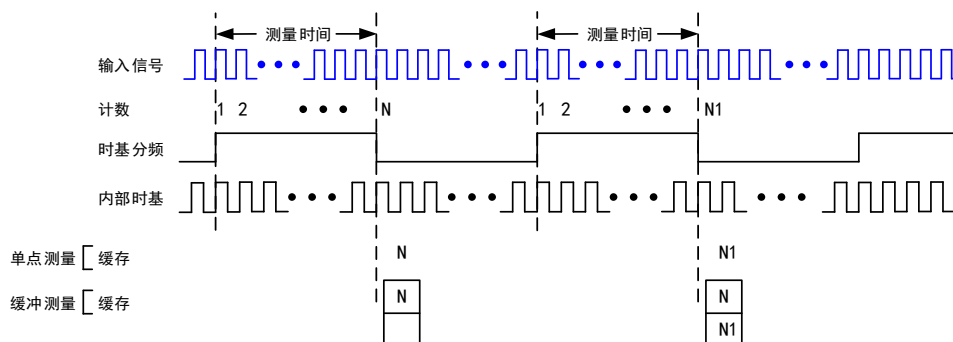 测量时间 测量时间
输入信号
计数 1 2 N 1 2 N1
时基分频
内部时基
单点测量 缓存 N N1
缓冲测量 缓存 N N
N1